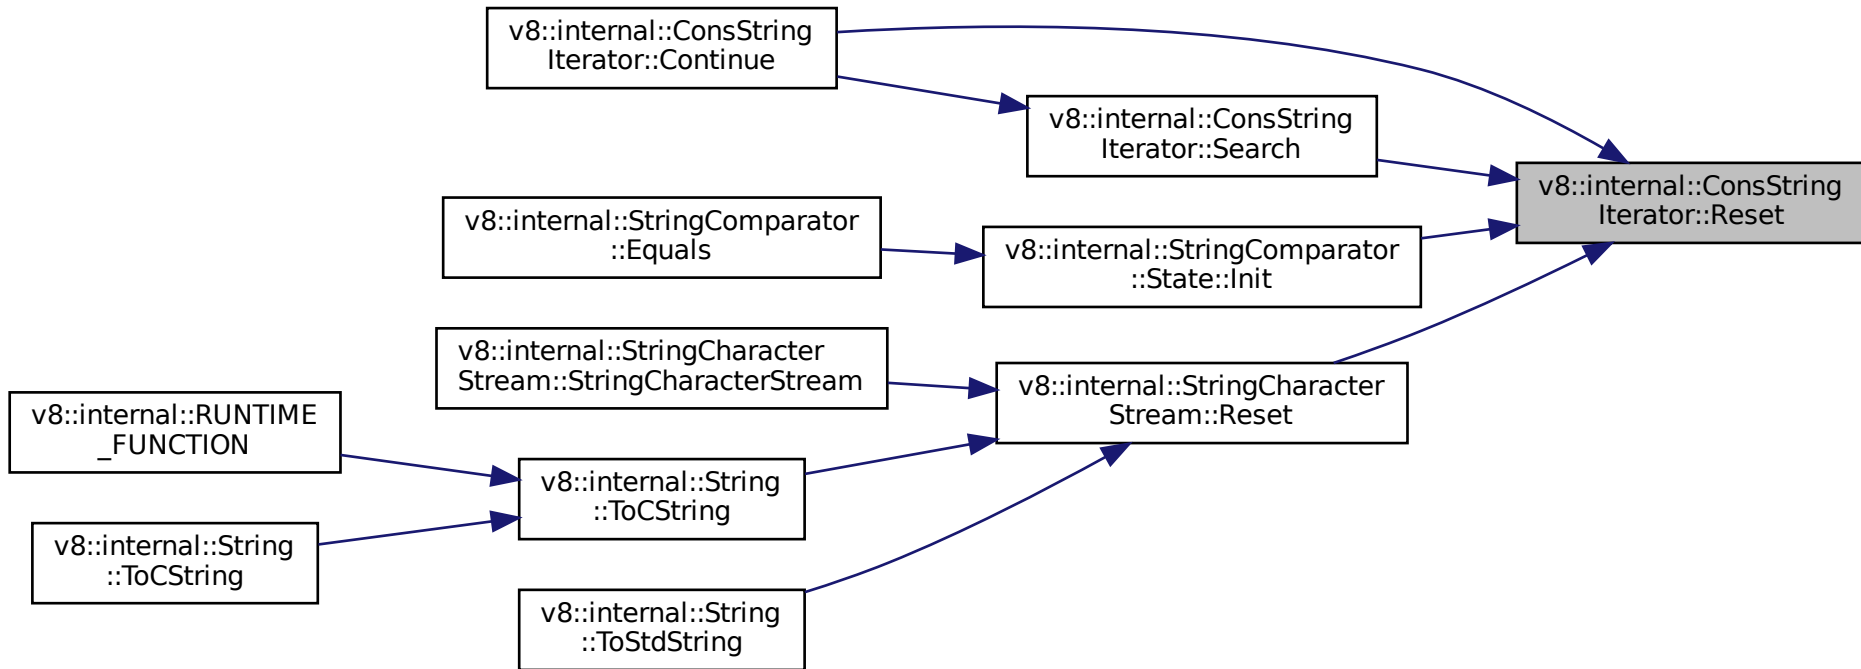 v8::internal::ConsString
Iterator::Continue
v8::internal::ConsString
Iterator::Search
v8::internal::ConsString
Iterator::Reset
v8::internal::StringComparator
::Equals
v8::internal::StringComparator
::State::Init
v8::internal::StringCharacter
Stream::StringCharacterStream
v8::internal::StringCharacter
Stream::Reset
v8::internal::RUNTIME
_FUNCTION
v8::internal::String
::ToCString
v8::internal::String
::ToCString
v8::internal::String
::ToStdString